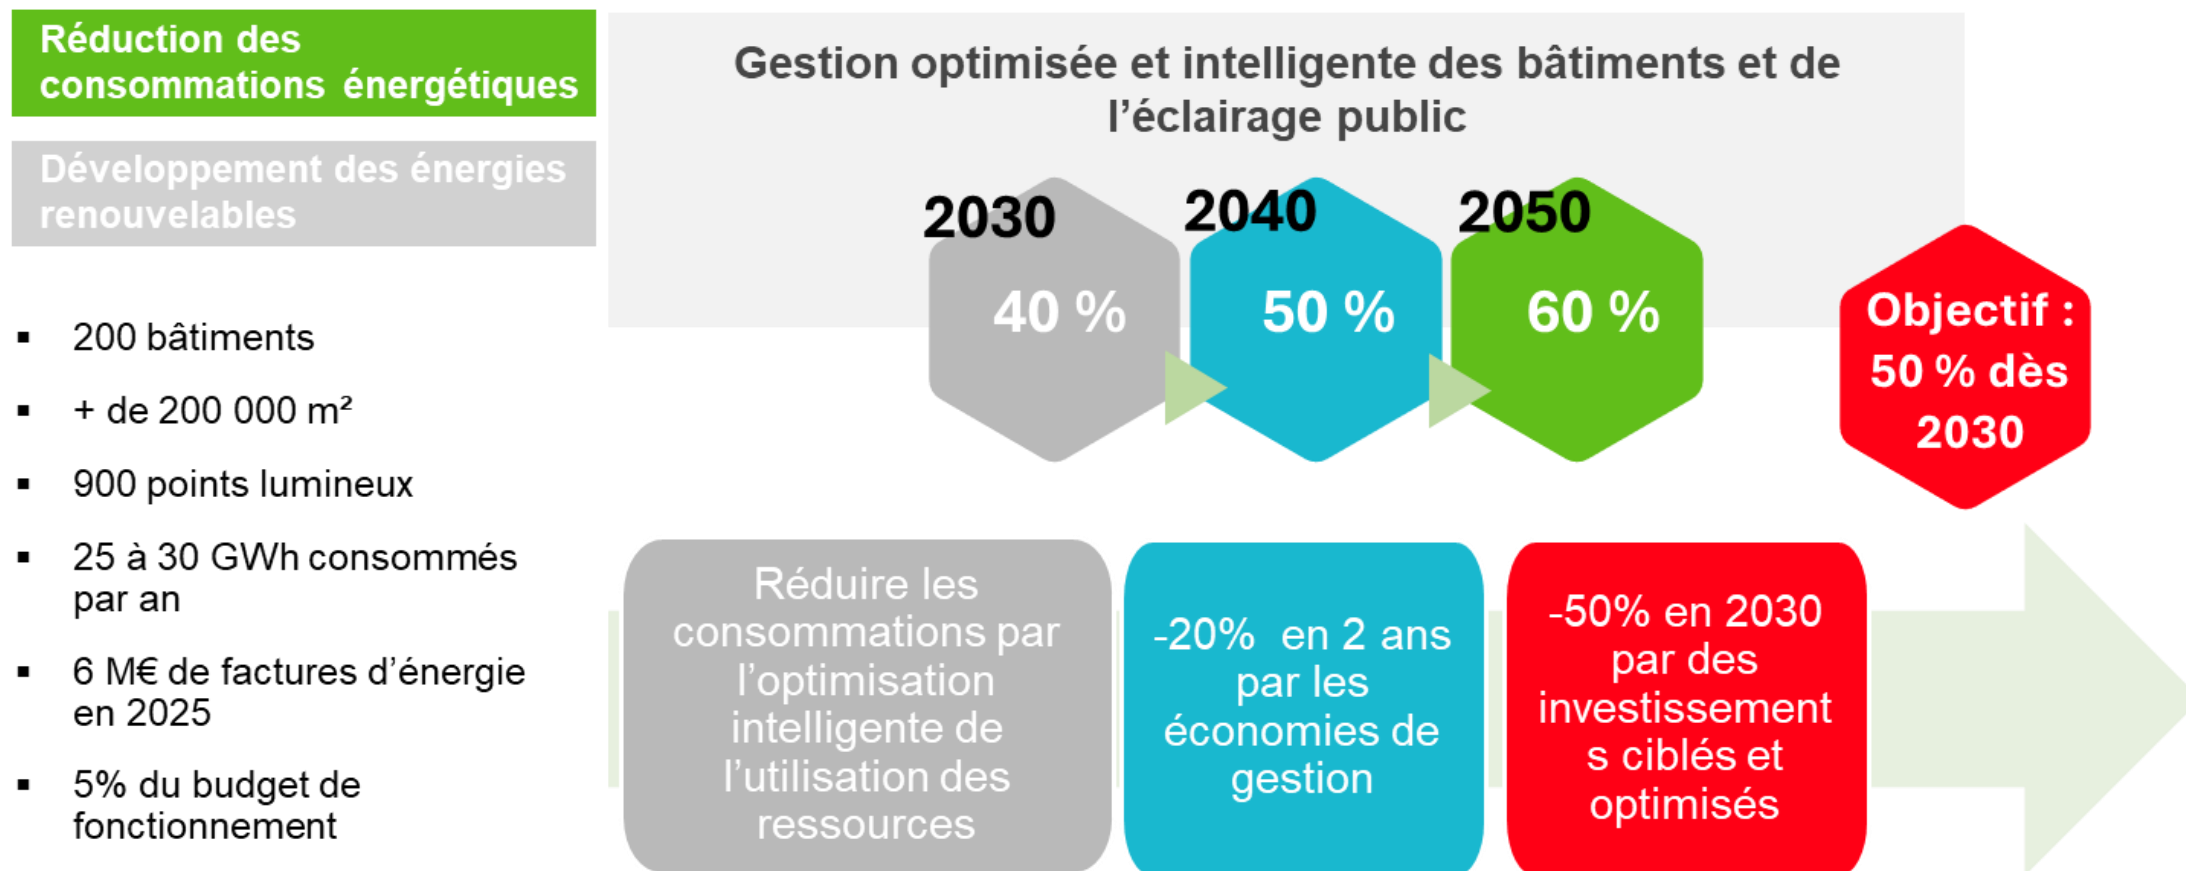 Réduction des
consommations énergétiques
Développement des énergies
renouvelables
▪ 200 bâtiments
▪ + de 200 000 m²
▪ 900 points lumineux
▪ 25 à 30 GWh consommés
par an
▪ 6 M€ de factures d’énergie
en 2025
▪ 5% du budget de
fonctionnement
Gestion optimisée et intelligente des bâtiments et de
l’éclairage public
2030
40 %
2040
50 %
2050
60 %
Objectif :
50 % dès
2030
Réduire les
consommations par
l’optimisation
intelligente de
l’utilisation des
ressources
-20% en 2 ans
par les
économies de
gestion
-50% en 2030
par des
investissement
s ciblés et
optimisés